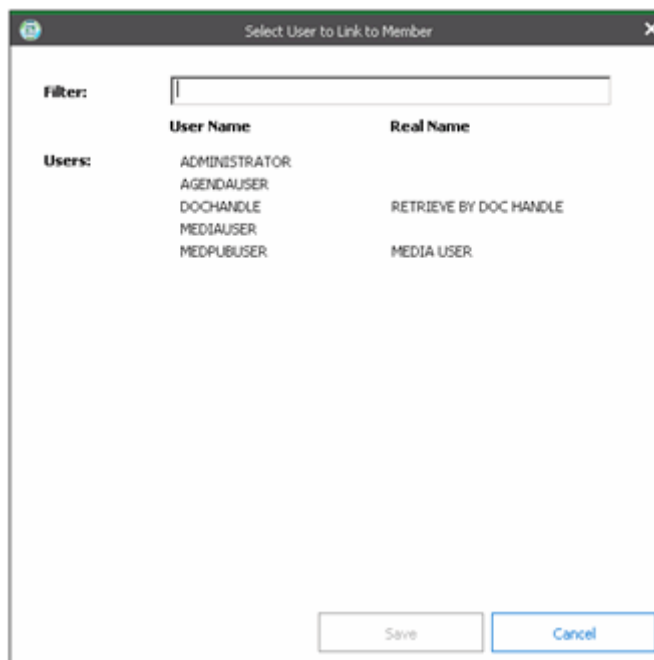 Select User to Link to Member
Filter:
User Name Real Name
Users:
ADMINISTRATOR
AGENDAUSER
DOCHANDLE RETRIEVE BY DOC HANDLE
MEDIAUSER
MEDPUBUSER MEDIA USER
Save Cancel